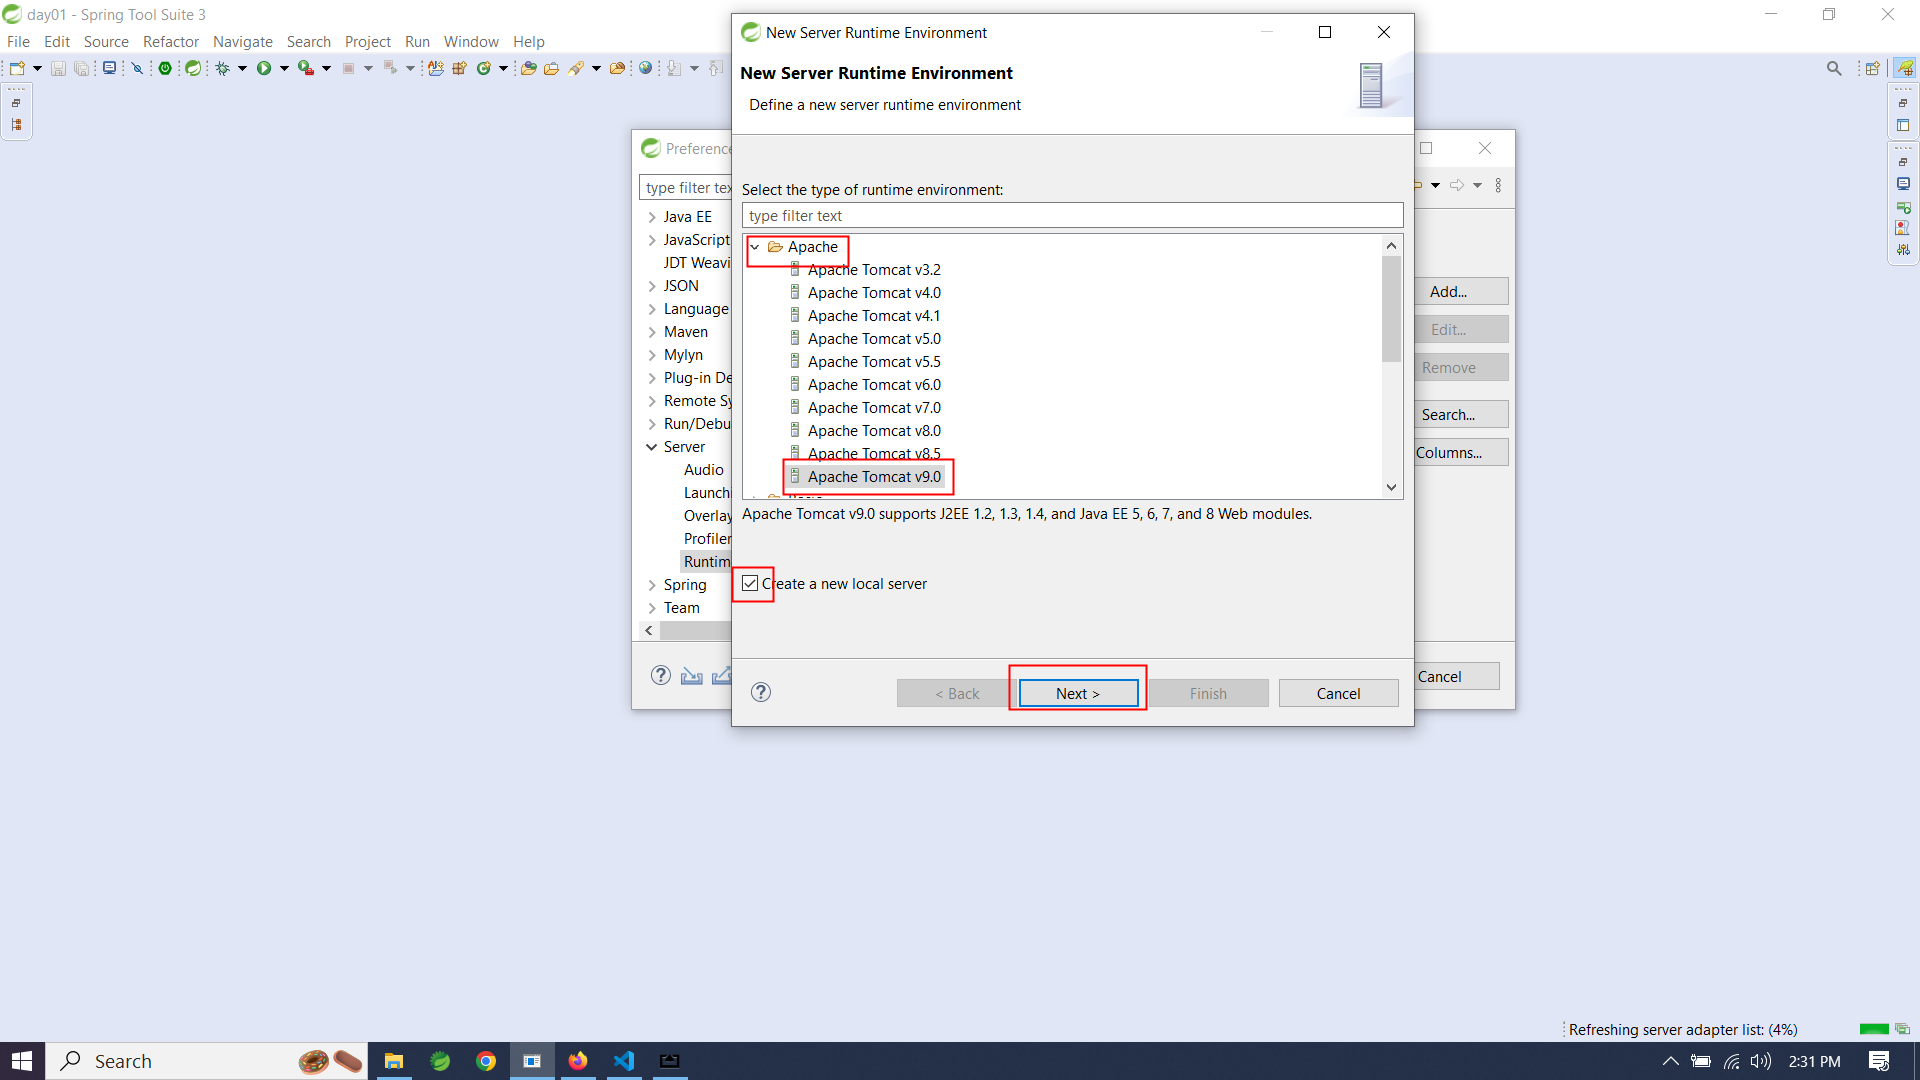 day01 - Spring Tool Suite 3
File Edit Source Refactor Navigate Search Project Run Window Help
New Server Runtime Environment
New Server Runtime Environment
Define a new server runtime environment
Select the type of runtime environment:
type filter text
Apache
Apache Tomcat v3.2
Apache Tomcat v4.0
Apache Tomcat v4.1
Apache Tomcat v5.0
Apache Tomcat v5.5
Apache Tomcat v6.0
Apache Tomcat v7.0
Apache Tomcat v8.0
Apache Tomcat v8.5
Apache Tomcat v9.0
Apache Tomcat v9.0 supports J2EE 1.2, 1.3, 1.4, and Java EE 5, 6, 7, and 8 Web modules.
Create a new local server
< Back Next > Finish Cancel
Preference
type filter tex
Java EE
JavaScript
JDT Weavi
JSON
Language
Maven
Mylyn
Plug-in De
Remote Sy
Run/Debu
Server
Audio
Launchi
Overlay
Profiler
Runtim
Spring
Team
Add...
Edit...
Remove
Search...
Columns...
Cancel
Refreshing server adapter list: (4%)
Search
2:31 PM